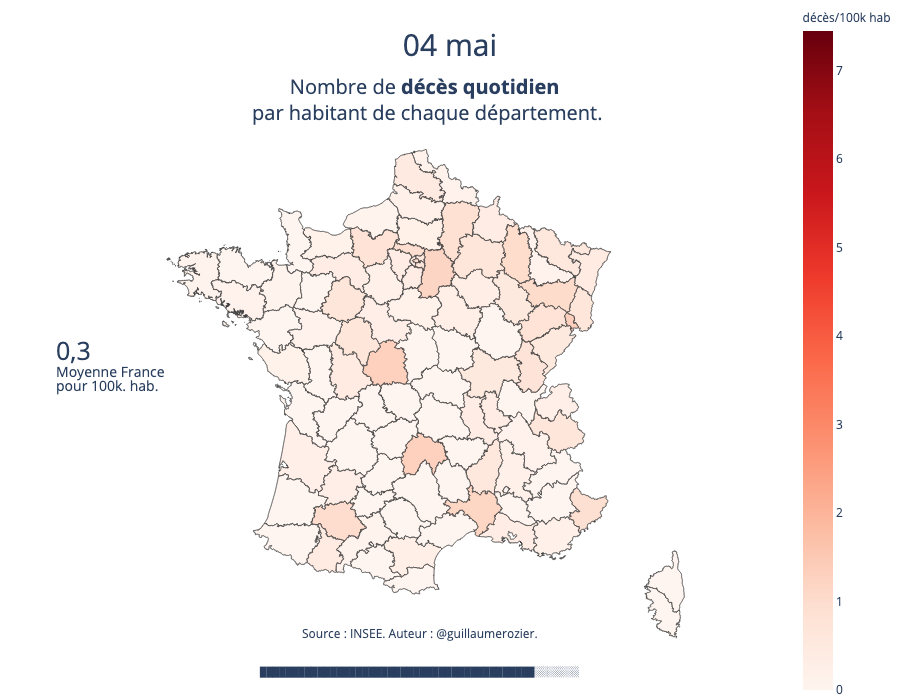 décès/100k hab
04 mai
Nombre de décès quotidien
par habitant de chaque département.
7
6
5
4
3
2
1
0
0,3
Moyenne France
pour 100k. hab.
Source : INSEE. Auteur : @guillaumerozier.